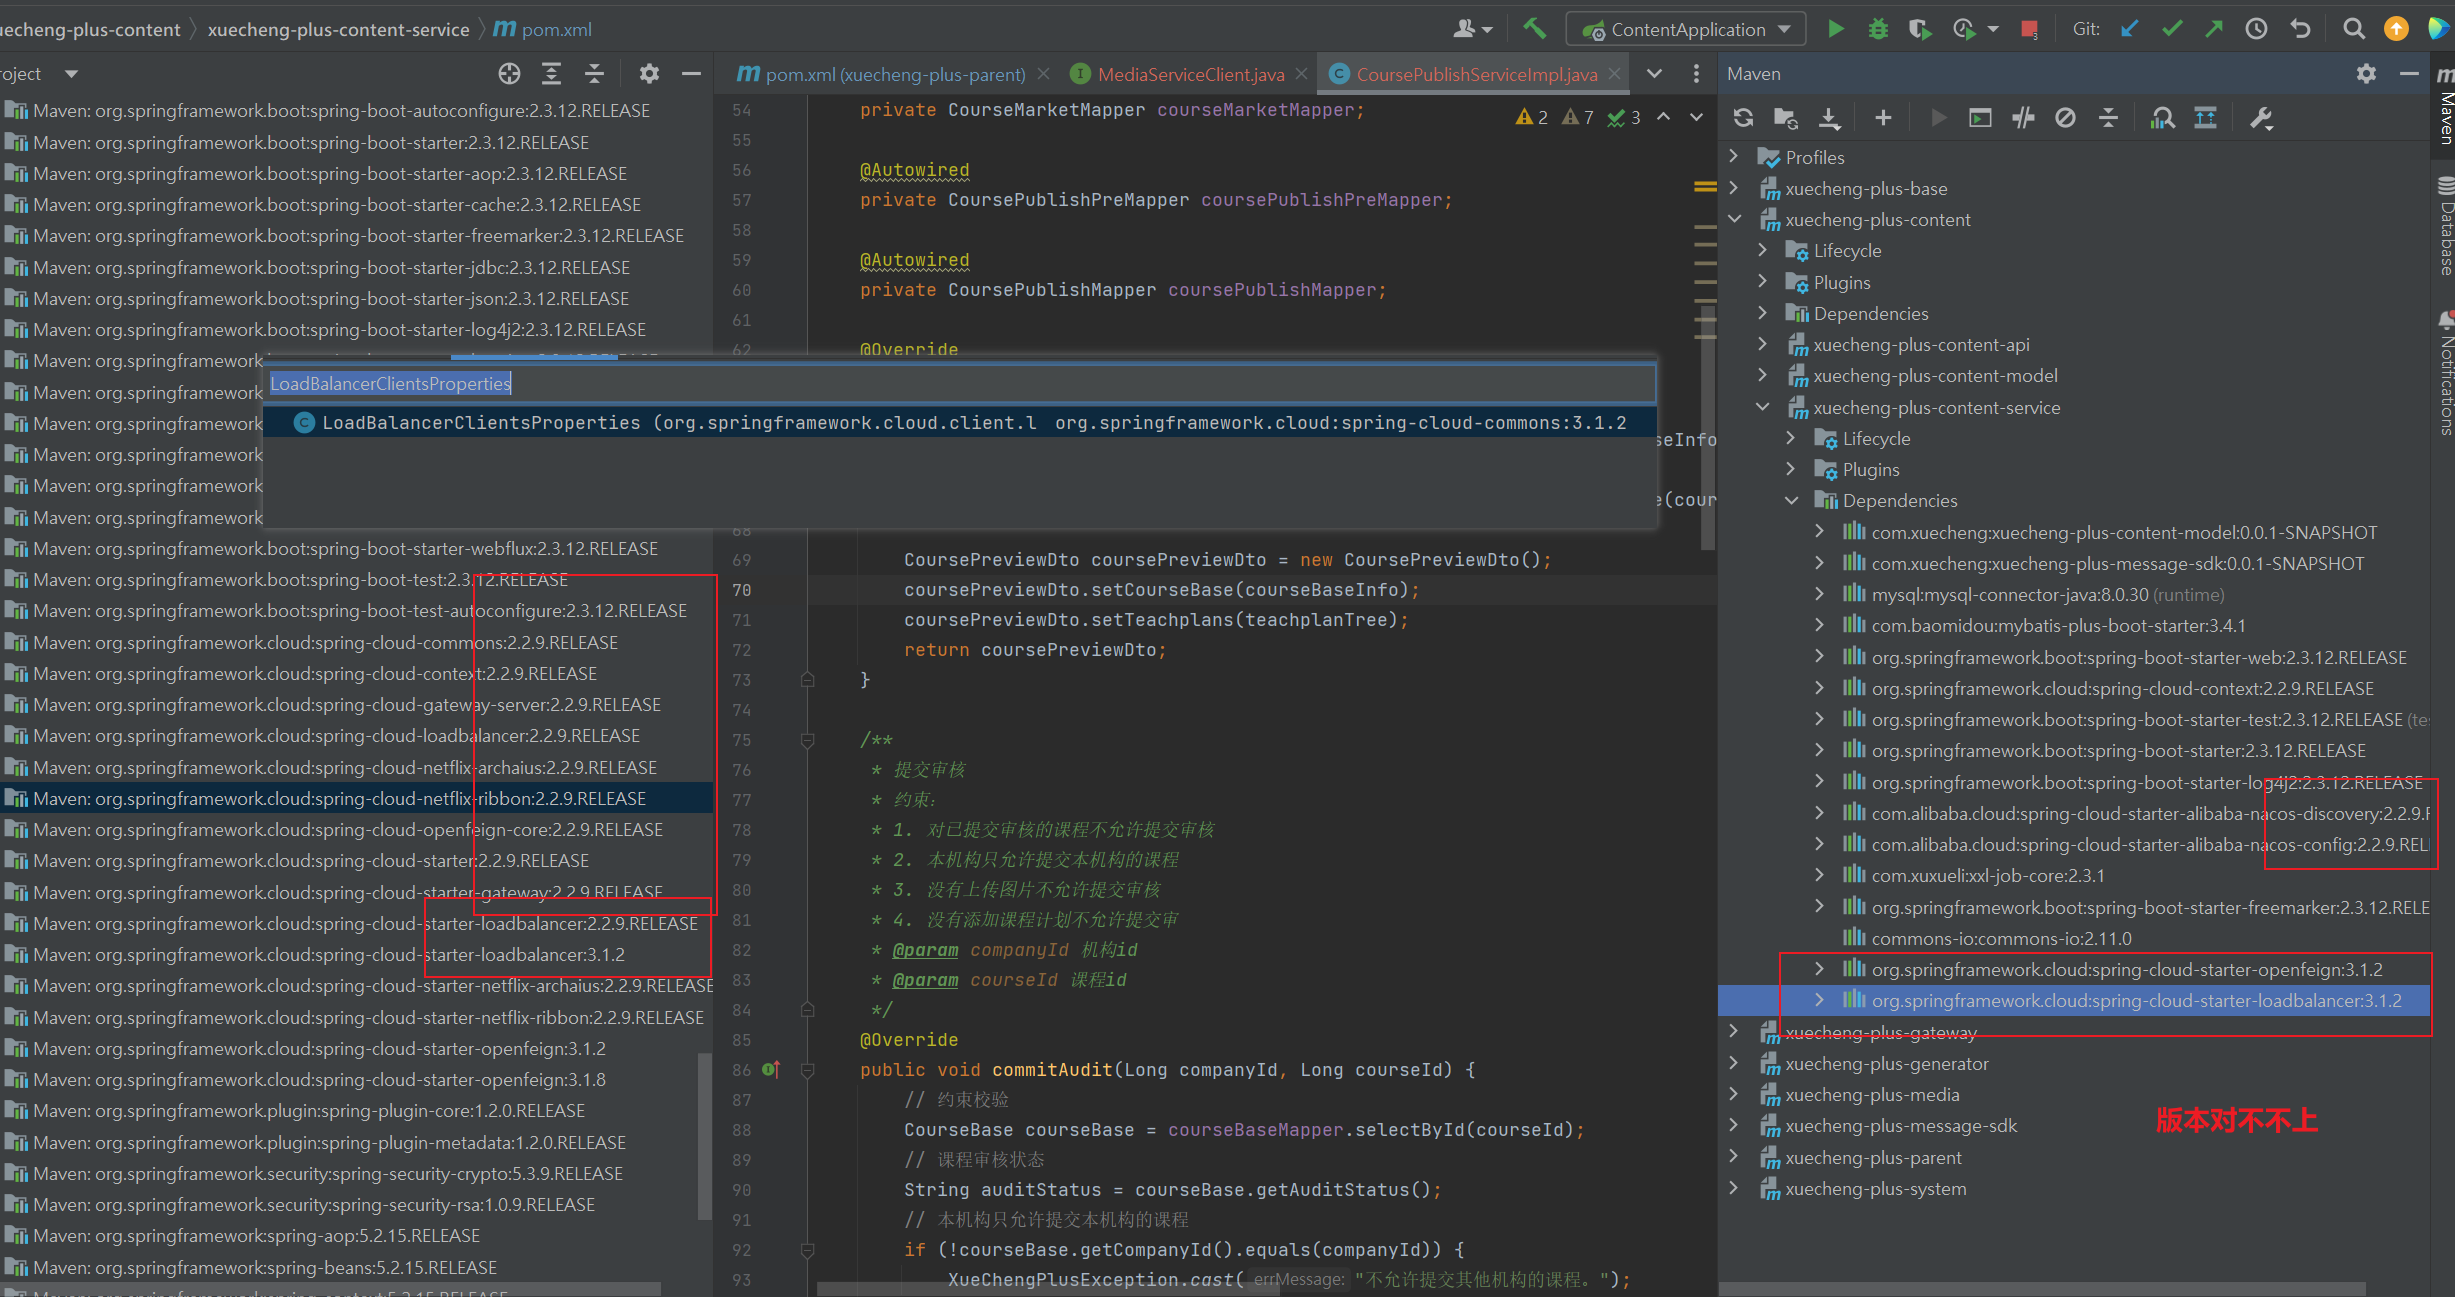 uecheng-plus-content
xuecheng-plus-content-service
pom.xml
ContentApplication
Git:
roject
pom.xml (xuecheng-plus-parent)
MediaServiceClient.java
CoursePublishServiceImpl.java
Maven
Maven: org.springframework.boot:spring-boot-autoconfigure:2.3.12.RELEASE
Maven: org.springframework.boot:spring-boot-starter:2.3.12.RELEASE
Maven: org.springframework.boot:spring-boot-starter-aop:2.3.12.RELEASE
Maven: org.springframework.boot:spring-boot-starter-cache:2.3.12.RELEASE
Maven: org.springframework.boot:spring-boot-starter-freemarker:2.3.12.RELEASE
Maven: org.springframework.boot:spring-boot-starter-jdbc:2.3.12.RELEASE
Maven: org.springframework.boot:spring-boot-starter-json:2.3.12.RELEASE
Maven: org.springframework.boot:spring-boot-starter-log4j2:2.3.12.RELEASE
Maven: org.springframework
Maven: org.springframework
Maven: org.springframework
Maven: org.springframework
Maven: org.springframework
Maven: org.springframework
Maven: org.springframework.boot:spring-boot-starter-webflux:2.3.12.RELEASE
Maven: org.springframework.boot:spring-boot-test:2.3.12.RELEASE
Maven: org.springframework.boot:spring-boot-test-autoconfigure:2.3.12.RELEASE
Maven: org.springframework.cloud:spring-cloud-commons:2.2.9.RELEASE
Maven: org.springframework.cloud:spring-cloud-context:2.2.9.RELEASE
Maven: org.springframework.cloud:spring-cloud-gateway-server:2.2.9.RELEASE
Maven: org.springframework.cloud:spring-cloud-loadbalancer:2.2.9.RELEASE
Maven: org.springframework.cloud:spring-cloud-netflix-archaius:2.2.9.RELEASE
Maven: org.springframework.cloud:spring-cloud-netflix-ribbon:2.2.9.RELEASE
Maven: org.springframework.cloud:spring-cloud-openfeign-core:2.2.9.RELEASE
Maven: org.springframework.cloud:spring-cloud-starter:2.2.9.RELEASE
Maven: org.springframework.cloud:spring-cloud-starter-gateway:2.2.9.RELEASE
Maven: org.springframework.cloud:spring-cloud-starter-loadbalancer:2.2.9.RELEASE
Maven: org.springframework.cloud:spring-cloud-starter-loadbalancer:3.1.2
Maven: org.springframework.cloud:spring-cloud-starter-netflix-archaius:2.2.9.RELEASE
Maven: org.springframework.cloud:spring-cloud-starter-netflix-ribbon:2.2.9.RELEASE
Maven: org.springframework.cloud:spring-cloud-starter-openfeign:3.1.2
Maven: org.springframework.cloud:spring-cloud-starter-openfeign:3.1.8
Maven: org.springframework.plugin:spring-plugin-core:1.2.0.RELEASE
Maven: org.springframework.plugin:spring-plugin-metadata:1.2.0.RELEASE
Maven: org.springframework.security:spring-security-crypto:5.3.9.RELEASE
Maven: org.springframework.security:spring-security-rsa:1.0.9.RELEASE
Maven: org.springframework:spring-aop:5.2.15.RELEASE
Maven: org.springframework:spring-beans:5.2.15.RELEASE
54 private CourseMarketMapper courseMarketMapper;
2 7 3
55
56 @Autowired
57 private CoursePublishPreMapper coursePublishPreMapper;
58
59 @Autowired
60 private CoursePublishMapper coursePublishMapper;
61
62 @Override
LoadBalancerClientsProperties
LoadBalancerClientsProperties (org.springframework.cloud.client.l org.springframework.cloud:spring-cloud-commons:3.1.2
seInfo
e(cour
68
69 CoursePreviewDto coursePreviewDto = new CoursePreviewDto();
70 coursePreviewDto.setCourseBase(courseBaseInfo);
71 coursePreviewDto.setTeachplans(teachplanTree);
72 return coursePreviewDto;
73 }
74
75 /**
76 * 提交审核
77 * 约束:
78 * 1. 对已提交审核的课程不允许提交审核
79 * 2. 本机构只允许提交本机构的课程
80 * 3. 没有上传图片不允许提交审核
81 * 4. 没有添加课程计划不允许提交审
82 * @param companyId 机构id
83 * @param courseId 课程id
84 */
85 @Override
86 public void commitAudit(Long companyId, Long courseId) {
87 // 约束校验
88 CourseBase courseBase = courseBaseMapper.selectById(courseId);
89 // 课程审核状态
90 String auditStatus = courseBase.getAuditStatus();
91 // 本机构只允许提交本机构的课程
92 if (!courseBase.getCompanyId().equals(companyId)) {
93 XueChengPlusException.cast( errMessage: "不允许提交其他机构的课程。");
Profiles
xuecheng-plus-base
xuecheng-plus-content
Lifecycle
Plugins
Dependencies
xuecheng-plus-content-api
xuecheng-plus-content-model
xuecheng-plus-content-service
Lifecycle
Plugins
Dependencies
com.xuecheng:xuecheng-plus-content-model:0.0.1-SNAPSHOT
com.xuecheng:xuecheng-plus-message-sdk:0.0.1-SNAPSHOT
mysql:mysql-connector-java:8.0.30 (runtime)
com.baomidou:mybatis-plus-boot-starter:3.4.1
org.springframework.boot:spring-boot-starter-web:2.3.12.RELEASE
org.springframework.cloud:spring-cloud-context:2.2.9.RELEASE
org.springframework.boot:spring-boot-starter-test:2.3.12.RELEASE (tes
org.springframework.boot:spring-boot-starter:2.3.12.RELEASE
org.springframework.boot:spring-boot-starter-log4j2:2.3.12.RELEASE
com.alibaba.cloud:spring-cloud-starter-alibaba-nacos-discovery:2.2.9.R
com.alibaba.cloud:spring-cloud-starter-alibaba-nacos-config:2.2.9.REL
com.xuxueli:xxl-job-core:2.3.1
org.springframework.boot:spring-boot-starter-freemarker:2.3.12.RELE
commons-io:commons-io:2.11.0
org.springframework.cloud:spring-cloud-starter-openfeign:3.1.2
org.springframework.cloud:spring-cloud-starter-loadbalancer:3.1.2
xuecheng-plus-gateway
xuecheng-plus-generator
xuecheng-plus-media
xuecheng-plus-message-sdk
xuecheng-plus-parent
xuecheng-plus-system
版本对不不上
Maven
Database
Notifications